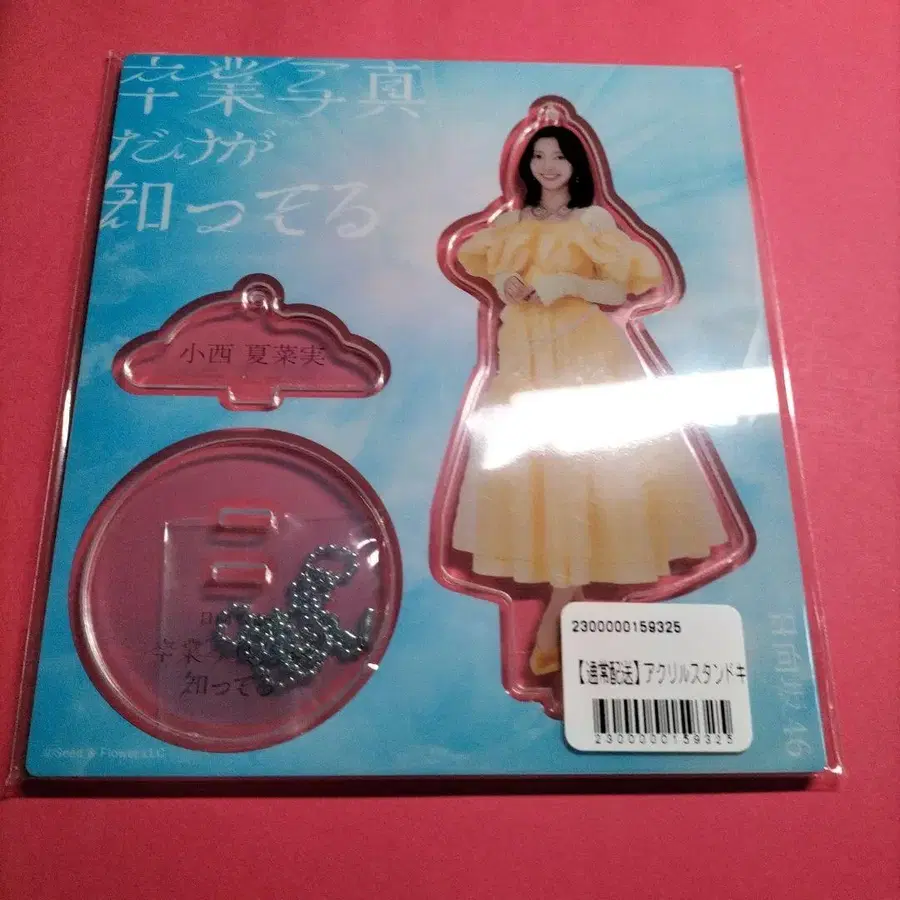 卒業写真
だけが
知ってる
小西 夏菜実
卒業写
知ってる
©Seed & Flower LLC
日向坂46
2300000159325
【通常配送】アクリルスタンドキ
2300000159325